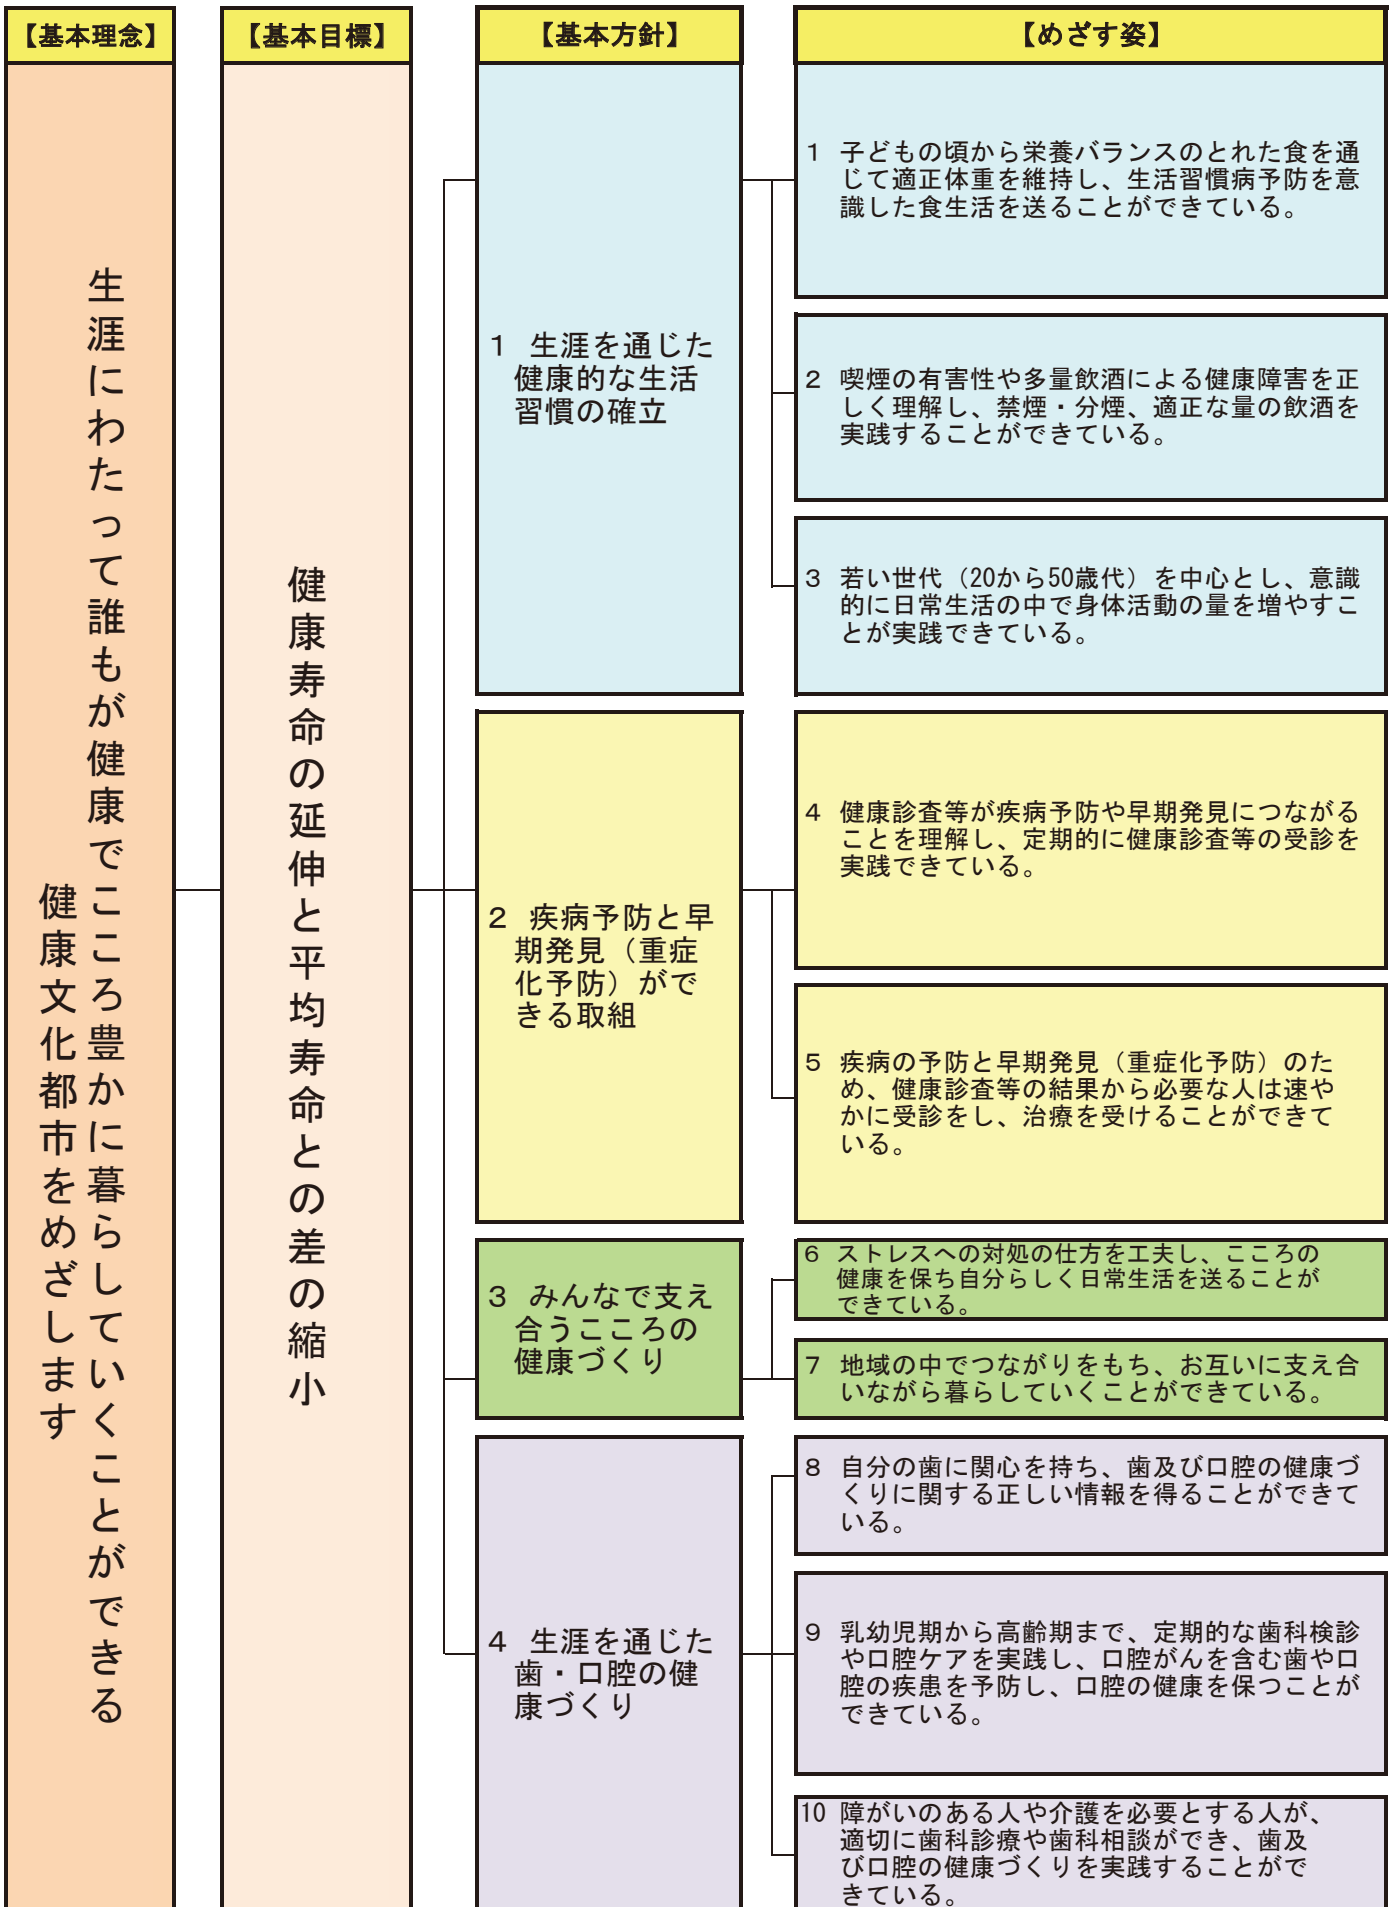 【基本理念】
生涯にわたって誰もが健康でこころ豊かに暮らしていくことができる
健康文化都市をめざします
【基本目標】
健康寿命の延伸と平均寿命との差の縮小
【基本方針】
1 生涯を通じた
健康的な生活
習慣の確立
2 疾病予防と早
期発見（重症
化予防）がで
きる取組
3 みんなで支え
合うこころの
健康づくり
4 生涯を通じた
歯・口腔の健
康づくり
【めざす姿】
1 子どもの頃から栄養バランスのとれた食を通
じて適正体重を維持し、生活習慣病予防を意
識した食生活を送ることができている。
2 喫煙の有害性や多量飲酒による健康障害を正
しく理解し、禁煙・分煙、適正な量の飲酒を
実践することができている。
3 若い世代（20から50歳代）を中心とし、意識
的に日常生活の中で身体活動の量を増やすこ
とが実践できている。
4 健康診査等が疾病予防や早期発見につながる
ことを理解し、定期的に健康診査等の受診を
実践できている。
5 疾病の予防と早期発見（重症化予防）のた
め、健康診査等の結果から必要な人は速や
かに受診をし、治療を受けることができて
いる。
6 ストレスへの対処の仕方を工夫し、こころの
健康を保ち自分らしく日常生活を送ることが
できている。
7 地域の中でつながりをもち、お互いに支え合
いながら暮らしていくことができている。
8 自分の歯に関心を持ち、歯及び口腔の健康づ
くりに関する正しい情報を得ることができて
いる。
9 乳幼児期から高齢期まで、定期的な歯科検診
や口腔ケアを実践し、口腔がんを含む歯や口
腔の疾患を予防し、口腔の健康を保つことが
できている。
10 障がいのある人や介護を必要とする人が、
適切に歯科診療や歯科相談ができ、歯及
び口腔の健康づくりを実践することがで
きている。